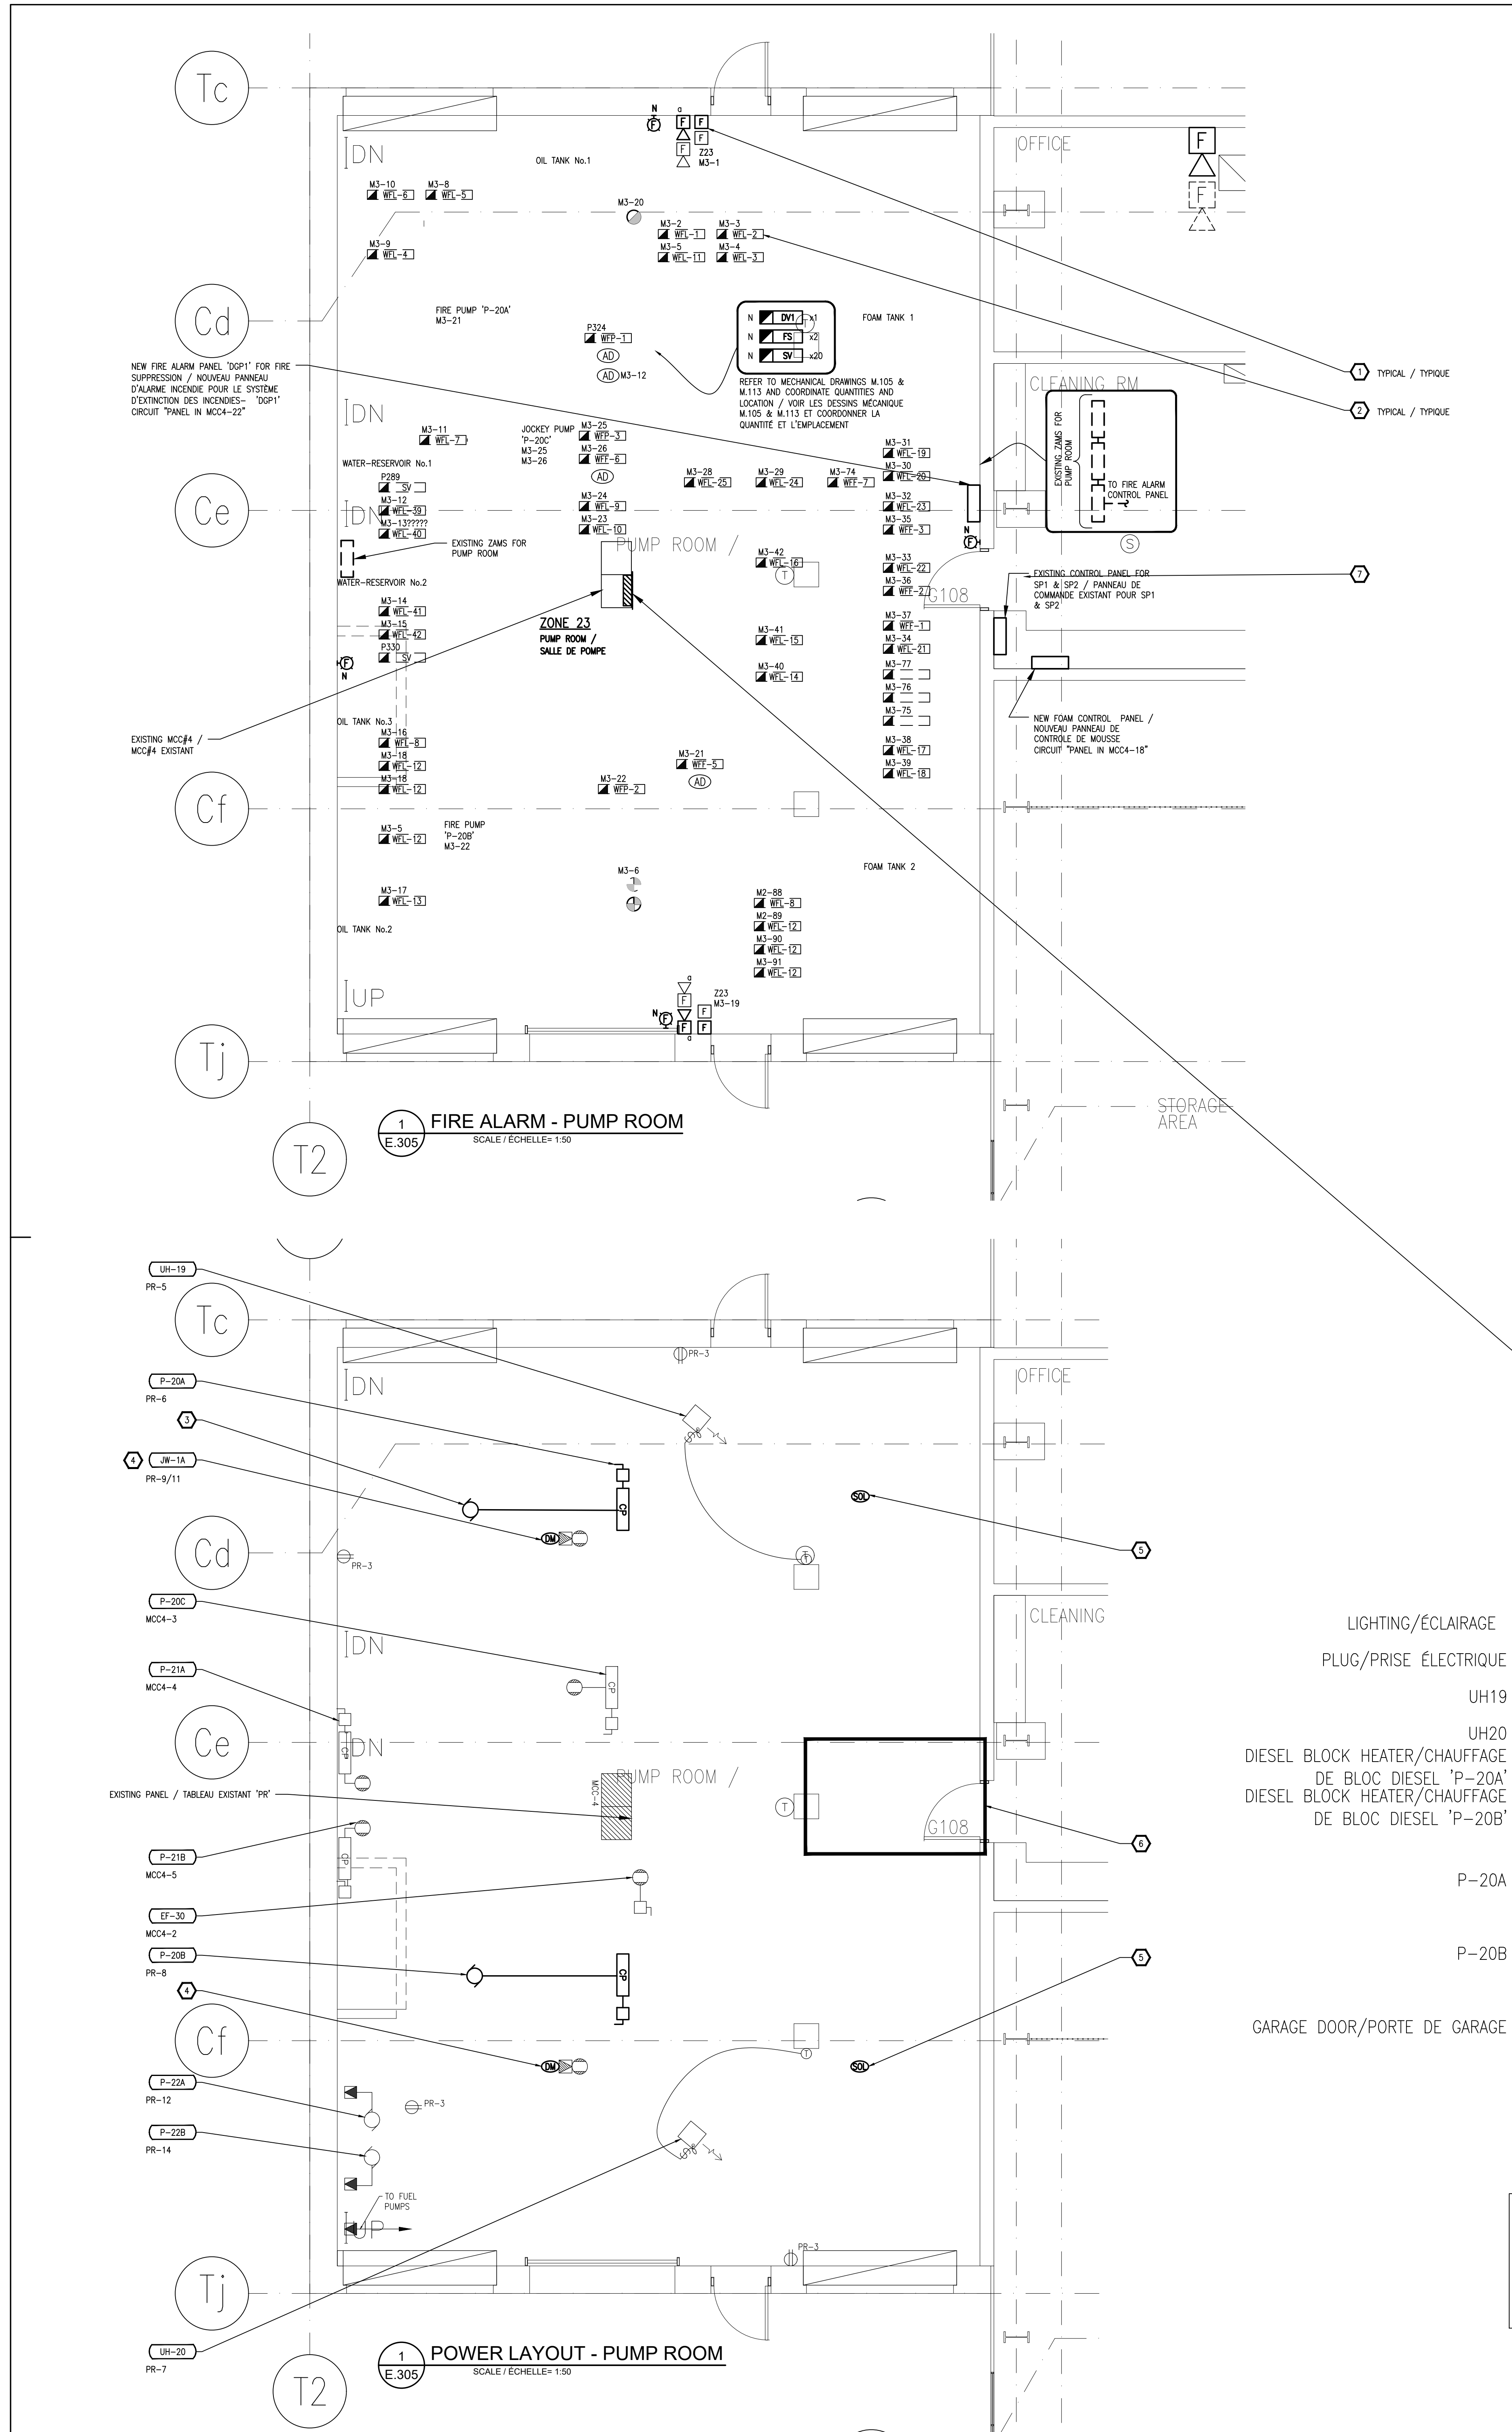 Tc
N
F
a
F
F
F
F
Z23
M3-1
OIL TANK No.1
DN
OFFICE
F
F
M3-10
WFL-6
M3-8
WFL-5
M3-20
M3-2
WFL-1
M3-3
WFL-2
M3-5
WFL-11
M3-4
WFL-3
M3-9
WFL-4
Cd
FIRE PUMP 'P-20A'
M3-21
P324
WFP-1
AD
AD M3-12
N DV1 x1
N FS x2
N SV x20
T
FOAM TANK 1
REFER TO MECHANICAL DRAWINGS M.105 &
M.113 AND COORDINATE QUANTITIES AND
LOCATION / VOIR LES DESSINS MÉCANIQUE
M.105 & M.113 ET COORDONNER LA
QUANTITÉ ET L'EMPLACEMENT
NEW FIRE ALARM PANEL 'DGP1' FOR FIRE
SUPPRESSION / NOUVEAU PANNEAU
D'ALARME INCENDIE POUR LE SYSTÈME
D'EXTINCTION DES INCENDIES- 'DGP1'
CIRCUIT "PANEL IN MCC4-22"
1 TYPICAL / TYPIQUE
2 TYPICAL / TYPIQUE
CLEANING RM
EXISTING ZAMS FOR
PUMP ROOM
TO FIRE ALARM
CONTROL PANEL
S
DN
M3-11
WFL-7
JOCKEY PUMP
'P-20C'
M3-25
M3-26
M3-25
WFP-3
M3-26
WFF-6
AD
WATER-RESERVOIR No.1
P289
SV
M3-12
WFL-39
M3-13?????
WFL-40
Ce
DN
M3-24
WFL-9
M3-23
WFL-10
M3-28
WFL-25
M3-29
WFL-24
M3-74
WFF-7
M3-31
WFL-19
M3-30
WFL-20
M3-32
WFL-23
M3-35
WFF-3
N
F
EXISTING ZAMS FOR
PUMP ROOM
PUMP ROOM /
M3-42
WFL-16
T
M3-33
WFL-22
M3-36
WFF-2
G108
EXISTING CONTROL PANEL FOR
SP1 & SP2 / PANNEAU DE
COMMANDE EXISTANT POUR SP1
& SP2
7
WATER-RESERVOIR No.2
M3-14
WFL-41
M3-15
WFL-42
P330
SV
F
N
ZONE 23
PUMP ROOM /
SALLE DE POMPE
M3-41
WFL-15
M3-40
WFL-14
M3-37
WFF-1
M3-34
WFL-21
M3-77
M3-76
M3-75
M3-38
WFL-17
M3-39
WFL-18
NEW FOAM CONTROL PANEL /
NOUVEAU PANNEAU DE
CONTROLE DE MOUSSE
CIRCUIT "PANEL IN MCC4-18"
EXISTING MCC#4 /
MCC#4 EXISTANT
OIL TANK No.3
M3-16
WFL-8
M3-18
WFL-12
M3-18
WFL-12
M3-21
WFF-5
AD
M3-22
WFP-2
Cf
M3-5
WFL-12
FIRE PUMP
'P-20B'
M3-22
FOAM TANK 2
M3-6
M3-17
WFL-13
M2-88
WFL-8
M2-89
WFL-12
M3-90
WFL-12
M3-91
WFL-12
OIL TANK No.2
UP
a
F
N
F
F
Z23
M3-19
F
F
a
Tj
STORAGE
AREA
1
E.305
FIRE ALARM - PUMP ROOM
SCALE / ÉCHELLE= 1:50
T2
UH-19
PR-5
Tc
PR-3
DN
OFFICE
P-20A
PR-6
3
4
JW-1A
PR-9/11
CP
DM
SOL
5
T
Cd
PR-3
P-20C
MCC4-3
CLEANING
LIGHTING/ÉCLAIRAGE
PLUG/PRISE ÉLECTRIQUE
UH19
UH20
DIESEL BLOCK HEATER/CHAUFFAGE
DE BLOC DIESEL 'P-20A'
DIESEL BLOCK HEATER/CHAUFFAGE
DE BLOC DIESEL 'P-20B'
P-20A
P-20B
GARAGE DOOR/PORTE DE GARAGE
DN
P-21A
MCC4-4
CP
Ce
CP
DN
MCC-4
PUMP ROOM /
T
G108
EXISTING PANEL / TABLEAU EXISTANT 'PR'
6
P-21B
MCC4-5
CP
EF-30
MCC4-2
P-20B
PR-8
CP
5
4
Cf
DM
T
SOL
P-22A
PR-12
PR-3
P-22B
PR-14
TO FUEL
PUMPS
UP
PR-3
Tj
UH-20
PR-7
1
E.305
POWER LAYOUT - PUMP ROOM
SCALE / ÉCHELLE= 1:50
T2